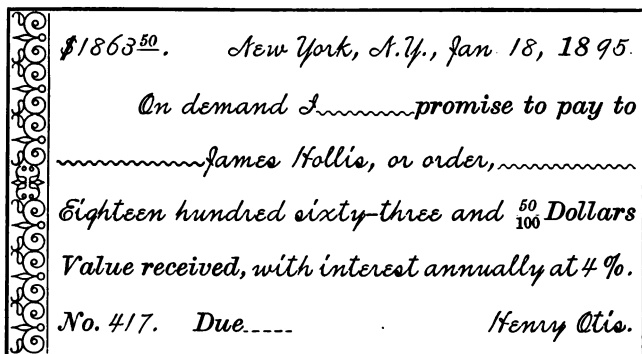 $1863 50/100. New York, N.Y., Jan. 18, 1895.
On demand I promise to pay to
James Hollis, or order,
Eighteen hundred sixty-three and 50/100 Dollars
Value received, with interest annually at 4%.
No. 417. Due Henry Otis.